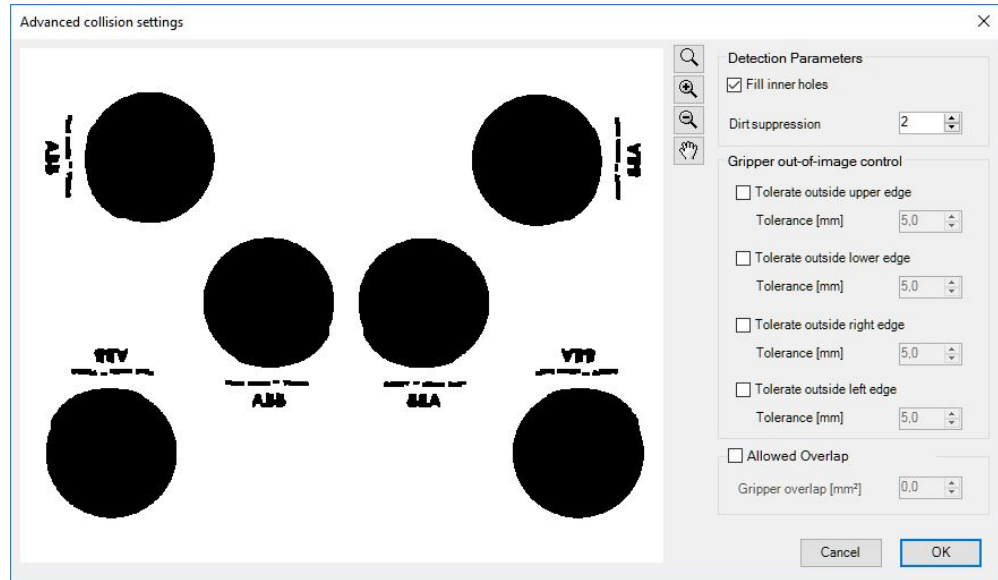 Advanced collision settings
ABB
ABB
ABB
Detection Parameters
Fill inner holes
Dirt suppression 2
Gripper out-of-image control
Tolerate outside upper edge
Tolerance [mm] 5,0
Tolerate outside lower edge
Tolerance [mm] 5,0
Tolerate outside right edge
Tolerance [mm] 5,0
Tolerate outside left edge
Tolerance [mm] 5,0
Allowed Overlap
Gripper overlap [mm²] 0,0
Cancel
OK